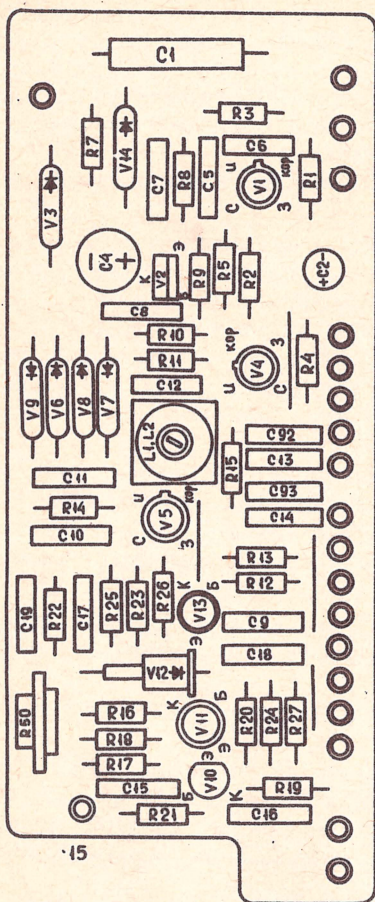 C1
R3
R7
V14
C6
C7
R8
C5
и
кор
V1
R1
С
З
V3
C4
− +
К
Э
V2
Б
R9
R5
R2
+C2-
C8
R10
R11
C12
кор
З
и
V4
С
R4
V9
V6
V8
V7
L1,L2
R15
C92
C13
C93
C14
C11
R14
C10
и
кор
V5
С
З
R13
R12
C19
R22
C17
R25
R23
R26
К
Б
V13
Э
C9
C18
V12
R50
R16
R18
R17
C15
К
Б
V11
Э
R20
R24
R27
Э
V10
Б
К
R19
R21
C16
15